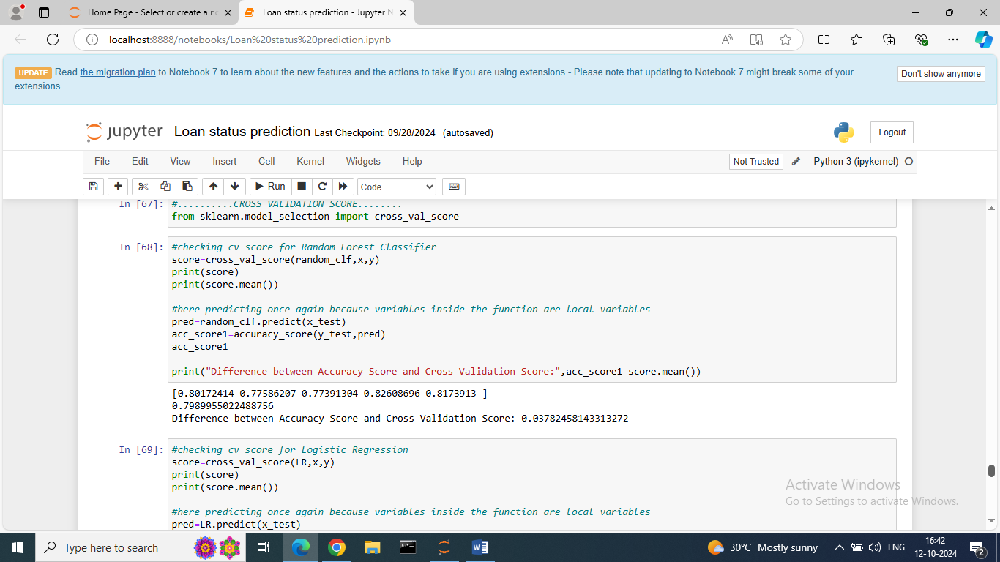 Home Page - Select or create a no
Loan status prediction - Jupyter N
localhost:8888/notebooks/Loan%20status%20prediction.ipynb
UPDATE Read the migration plan to Notebook 7 to learn about the new features and the actions to take if you are using extensions - Please note that updating to Notebook 7 might break some of your
extensions.
Don't show anymore
jupyter Loan status prediction Last Checkpoint: 09/28/2024 (autosaved)
Logout
File Edit View Insert Cell Kernel Widgets Help
Not Trusted Python 3 (ipykernel)
Run Code
In [67]: #..........CROSS VALIDATION SCORE........
from sklearn.model_selection import cross_val_score
In [68]: #checking cv score for Random Forest Classifier
score=cross_val_score(random_clf,x,y)
print(score)
print(score.mean())
#here predicting once again because variables inside the function are local variables
pred=random_clf.predict(x_test)
acc_score1=accuracy_score(y_test,pred)
acc_score1
print("Difference between Accuracy Score and Cross Validation Score:",acc_score1-score.mean())
[0.80172414 0.77586207 0.77391304 0.82608696 0.8173913 ]
0.7989955022488756
Difference between Accuracy Score and Cross Validation Score: 0.03782458143313272
In [69]: #checking cv score for Logistic Regression
score=cross_val_score(LR,x,y)
print(score)
print(score.mean())
#here predicting once again because variables inside the function are local variables
pred=LR.predict(x_test)
Activate Windows
Go to Settings to activate Windows.
Type here to search
30°C Mostly sunny
ENG
16:42
12-10-2024
2